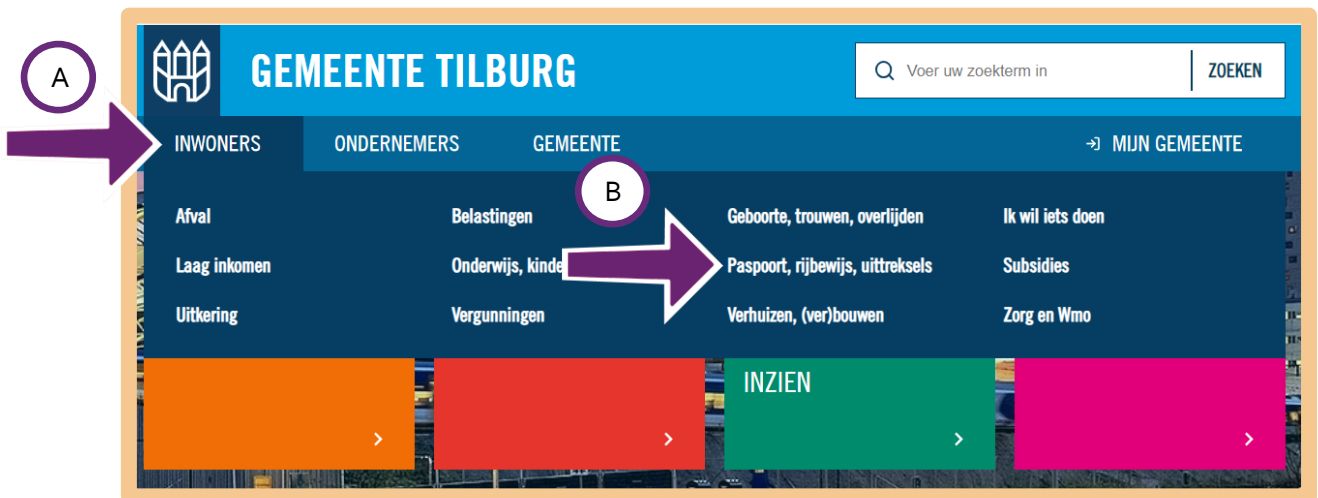 A
GEMEENTE TILBURG
Voer uw zoekterm in
ZOEKEN
INWONERS
ONDERNEMERS
GEMEENTE
MIJN GEMEENTE
B
Afval
Belastingen
Geboorte, trouwen, overlijden
Ik wil iets doen
Laag inkomen
Onderwijs,
Paspoort, rijbewijs, uittreksels
Subsidies
Uitkering
Vergunningen
Verhuizen, (ver)bouwen
Zorg en Wmo
INZIEN